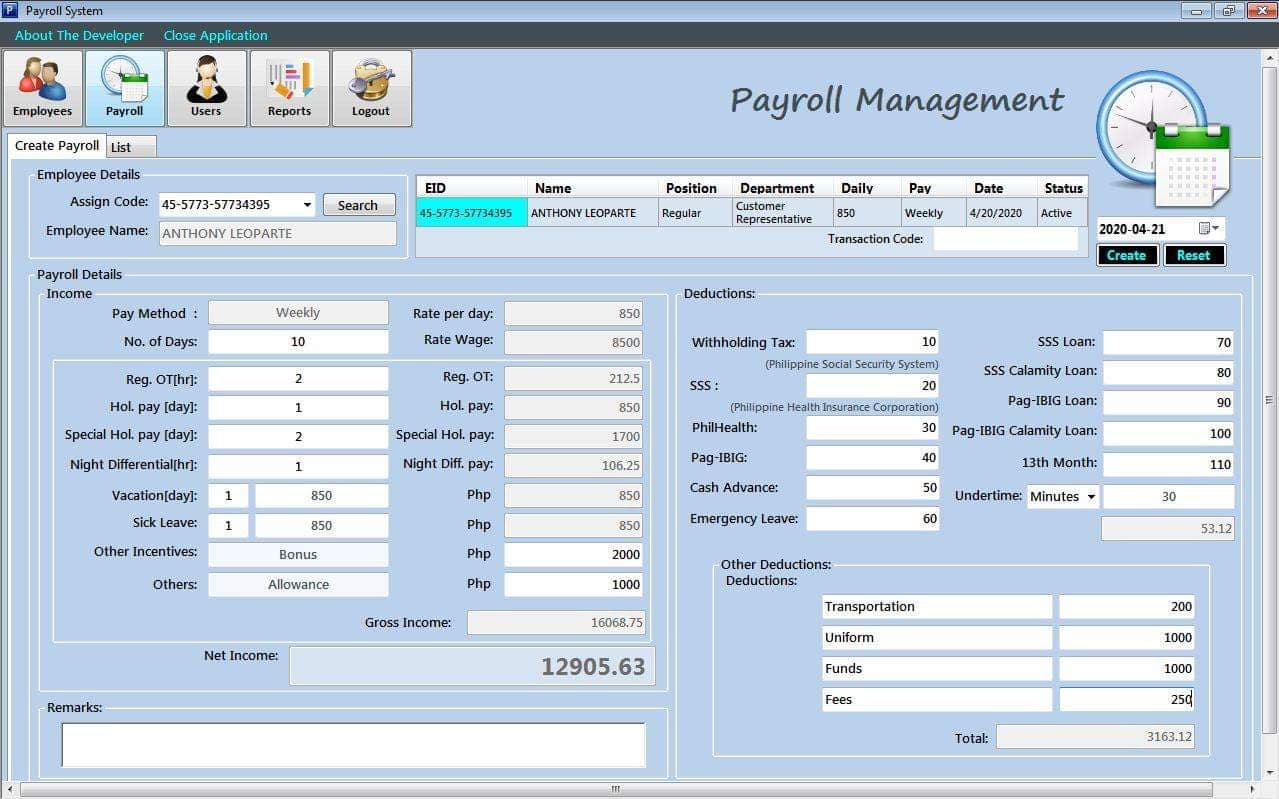 Payroll System
About The Developer Close Application
Employees Payroll Users Reports Logout
Payroll Management
Create Payroll List
Employee Details
Assign Code: 45-5773-57734395 Search
Employee Name: ANTHONY LEOPARTE
EID Name Position Department Daily Pay Date Status
45-5773-57734395 ANTHONY LEOPARTE Regular Customer Representative 850 Weekly 4/20/2020 Active
Transaction Code:
2020-04-21
Create Reset
Payroll Details
Income
Pay Method : Weekly Rate per day: 850
No. of Days: 10 Rate Wage: 8500
Reg. OT[hr]: 2 Reg. OT: 212.5
Hol. pay [day]: 1 Hol. pay: 850
Special Hol. pay [day]: 2 Special Hol. pay: 1700
Night Differential[hr]: 1 Night Diff. pay: 106.25
Vacation[day]: 1 850 Php 850
Sick Leave: 1 850 Php 850
Other Incentives: Bonus Php 2000
Others: Allowance Php 1000
Gross Income: 16068.75
Net Income: 12905.63
Remarks:
Deductions:
Withholding Tax: 10
(Philippine Social Security System)
SSS : 20
(Philippine Health Insurance Corporation)
PhilHealth: 30
Pag-IBIG: 40
Cash Advance: 50
Emergency Leave: 60
SSS Loan: 70
SSS Calamity Loan: 80
Pag-IBIG Loan: 90
Pag-IBIG Calamity Loan: 100
13th Month: 110
Undertime: Minutes 30
53.12
Other Deductions:
Deductions:
Transportation 200
Uniform 1000
Funds 1000
Fees 250
Total: 3163.12